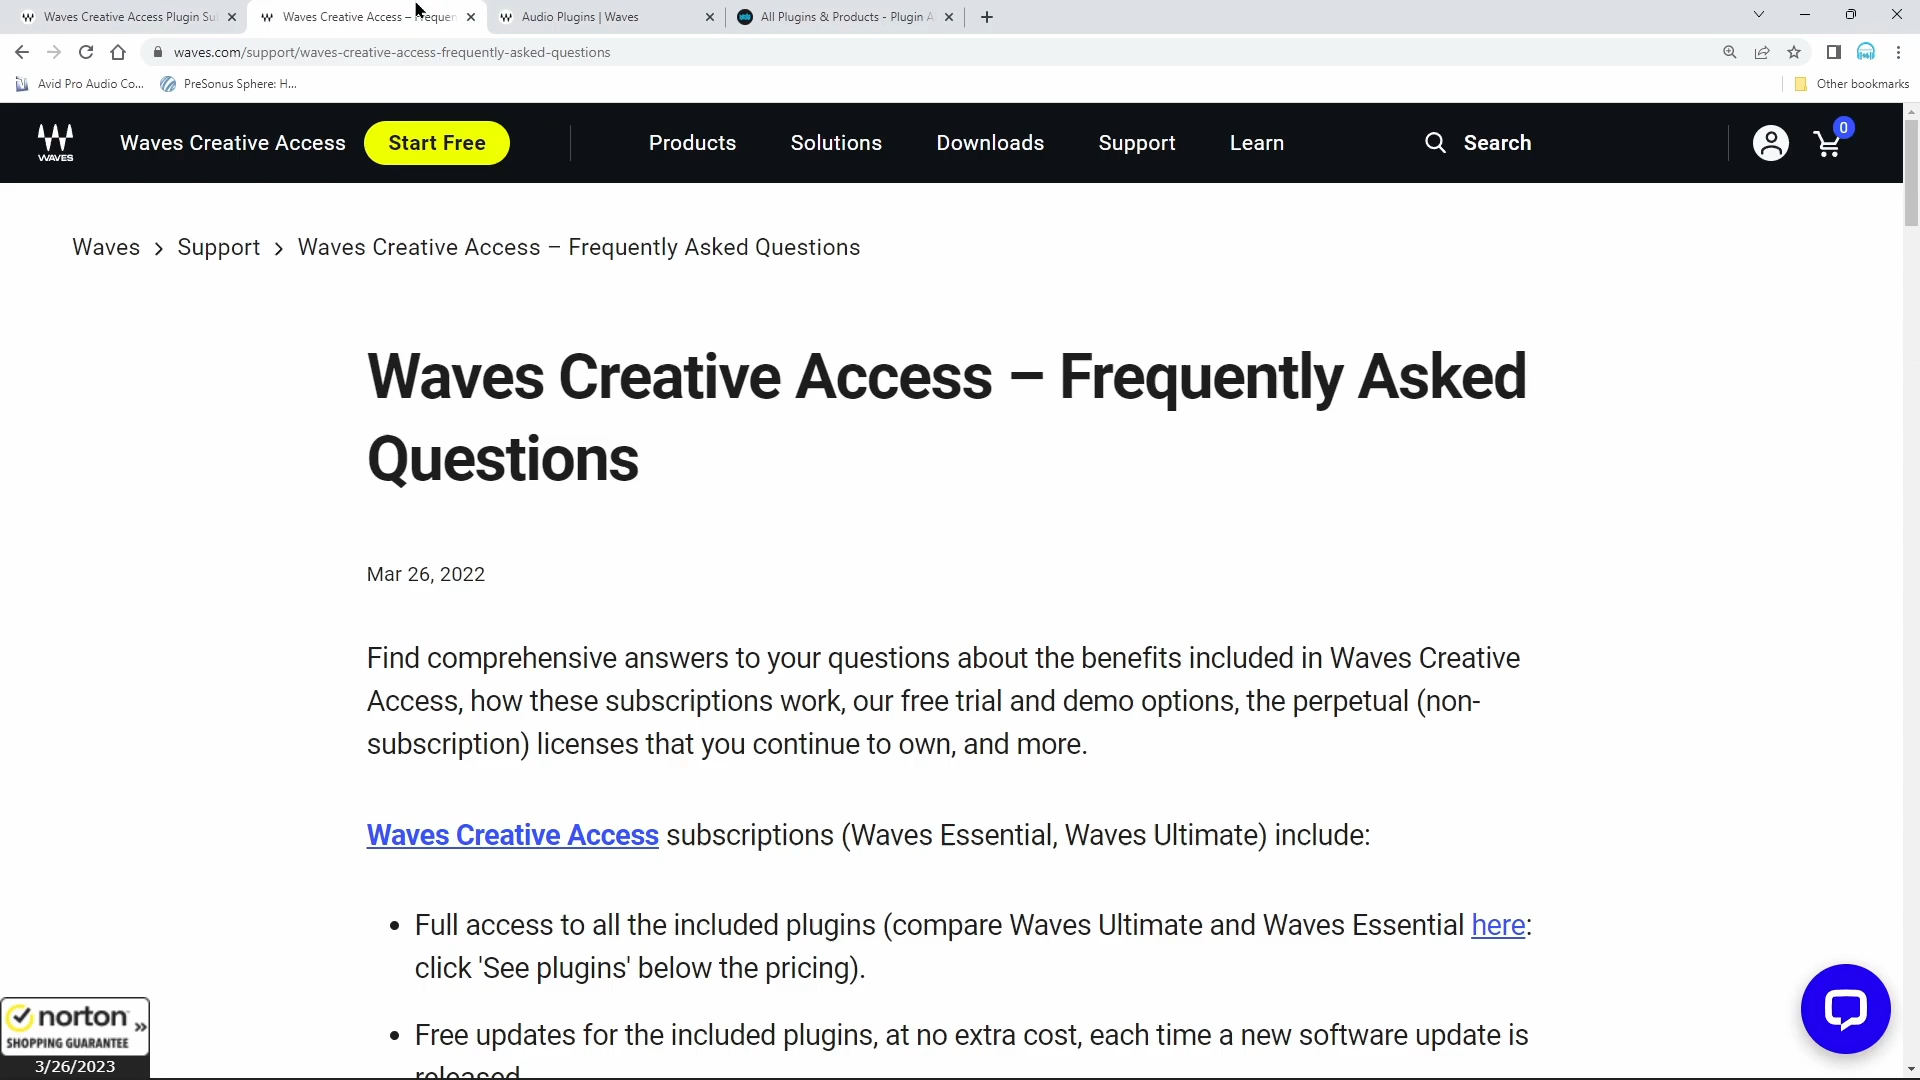 Waves Creative Access Plugin Su
Waves Creative Access – Frequen
Audio Plugins | Waves
All Plugins & Products - Plugin A
waves.com/support/waves-creative-access-frequently-asked-questions
Avid Pro Audio Co...
PreSonus Sphere: H...
Other bookmarks
WAVES
Waves Creative Access
Start Free
Products
Solutions
Downloads
Support
Learn
Search
0
Waves > Support > Waves Creative Access – Frequently Asked Questions
Waves Creative Access – Frequently Asked
Questions
Mar 26, 2022
Find comprehensive answers to your questions about the benefits included in Waves Creative
Access, how these subscriptions work, our free trial and demo options, the perpetual (non-
subscription) licenses that you continue to own, and more.
Waves Creative Access subscriptions (Waves Essential, Waves Ultimate) include:
• Full access to all the included plugins (compare Waves Ultimate and Waves Essential here:
click 'See plugins' below the pricing).
• Free updates for the included plugins, at no extra cost, each time a new software update is
released
norton »
SHOPPING GUARANTEE
3/26/2023